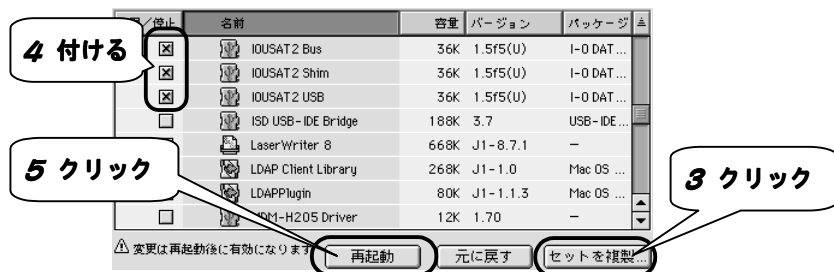 使用／停止 名前 容量 バージョン パッケージ
4 付ける
IOUSAT2 Bus 36K 1.5f5(U) I-O DAT...
IOUSAT2 Shim 36K 1.5f5(U) I-O DAT...
IOUSAT2 USB 36K 1.5f5(U) I-O DAT...
ISD USB-IDE Bridge 188K 3.7 USB-IDE...
LaserWriter 8 668K J1-8.7.1 –
5 クリック
LDAP Client Library 268K J1-1.0 Mac OS ...
3 クリック
LDAPPlugin 80K J1-1.1.3 Mac OS ...
Driver 12K 1.70 –
変更は再起動後に有効になります
再起動 元に戻す セットを複製...